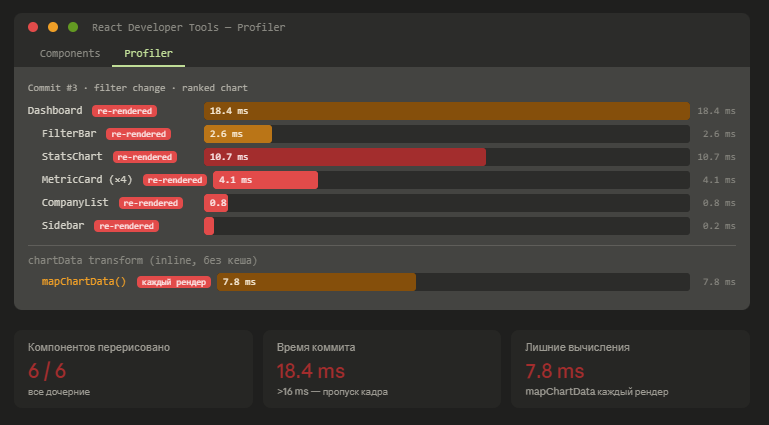 React Developer Tools — Profiler
Components Profiler
Commit #3 · filter change · ranked chart
Dashboard re-rendered 18.4 ms 18.4 ms
FilterBar re-rendered 2.6 ms 2.6 ms
StatsChart re-rendered 10.7 ms 10.7 ms
MetricCard (×4) re-rendered 4.1 ms 4.1 ms
CompanyList re-rendered 0.8 0.8 ms
Sidebar re-rendered 0.2 ms
chartData transform (inline, без кеша)
mapChartData() каждый рендер 7.8 ms 7.8 ms
Компонентов перерисовано
6 / 6
все дочерние
Время коммита
18.4 ms
>16 ms — пропуск кадра
Лишние вычисления
7.8 ms
mapChartData каждый рендер